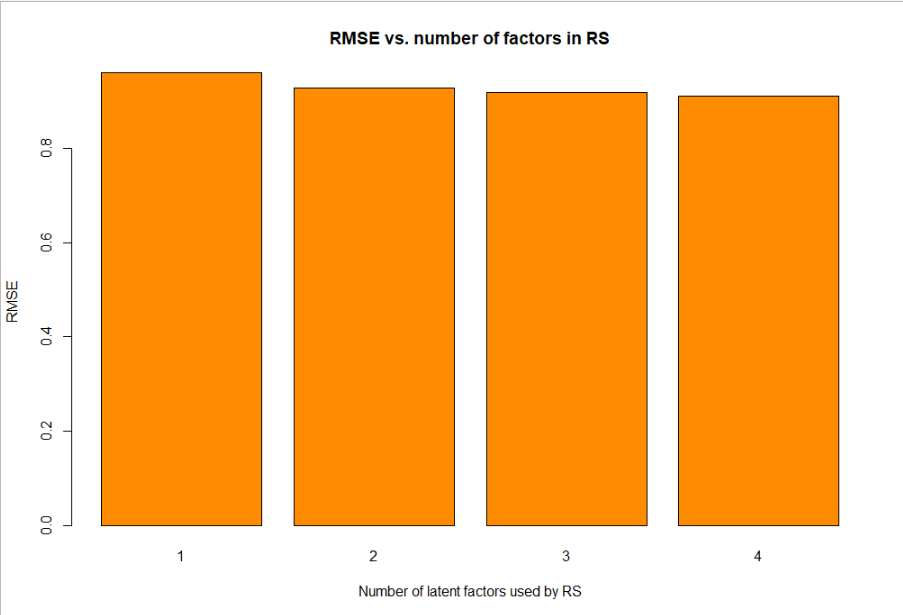 RMSE vs. number of factors in RS
RMSE
0.8
0.6
0.4
0.2
0.0
1 2 3 4
Number of latent factors used by RS